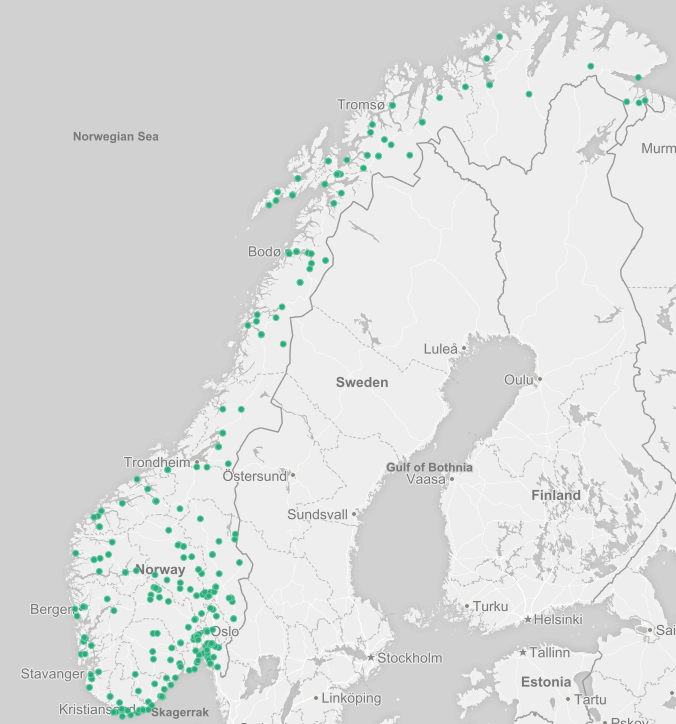 Tromsø
Norwegian Sea
Murm
Bodø
Luleå
Sweden
Oulu
Trondheim
Östersund
Gulf of Bothnia
Vaasa
Finland
Sundsvall
Norway
Bergen
Turku
Helsinki
Oslo
Sai
Stockholm
Tallinn
Stavanger
Estonia
Linköping
Tartu
Skagerrak
Pskov